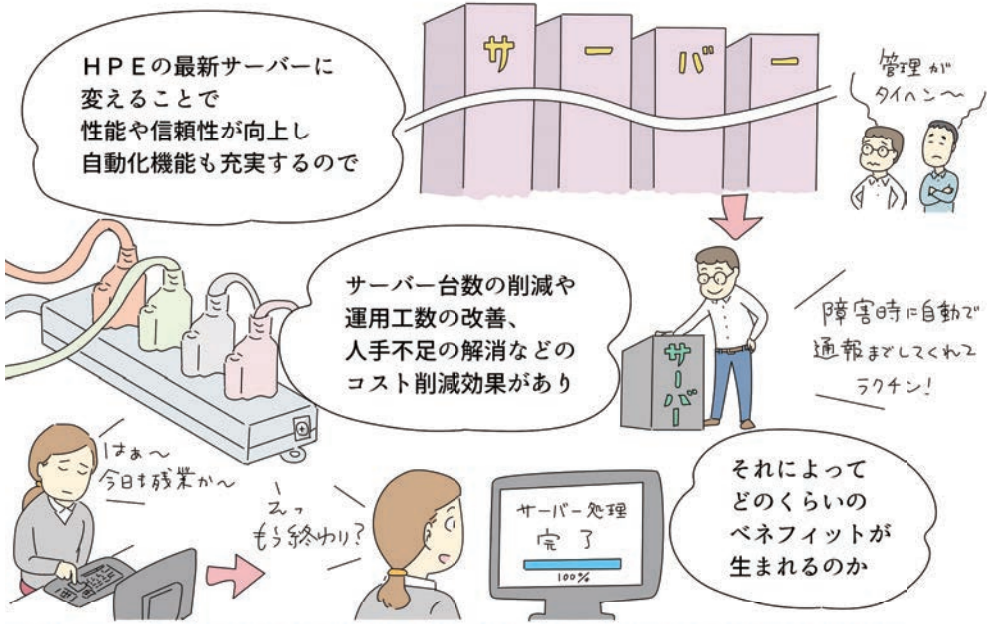 HPEの最新サーバーに
変えることで
性能や信頼性が向上し
自動化機能も充実するので
サーバー
管理が
タイヘン〜
サーバー台数の削減や
運用工数の改善、
人手不足の解消などの
コスト削減効果があり
サーバー
障害時に自動で
通報までしてくれて
ラクチン!
はぁ〜
今日も残業か〜
えっ
もう終わり?
サーバー処理
完了
100%
それによって
どのくらいの
ベネフィットが
生まれるのか